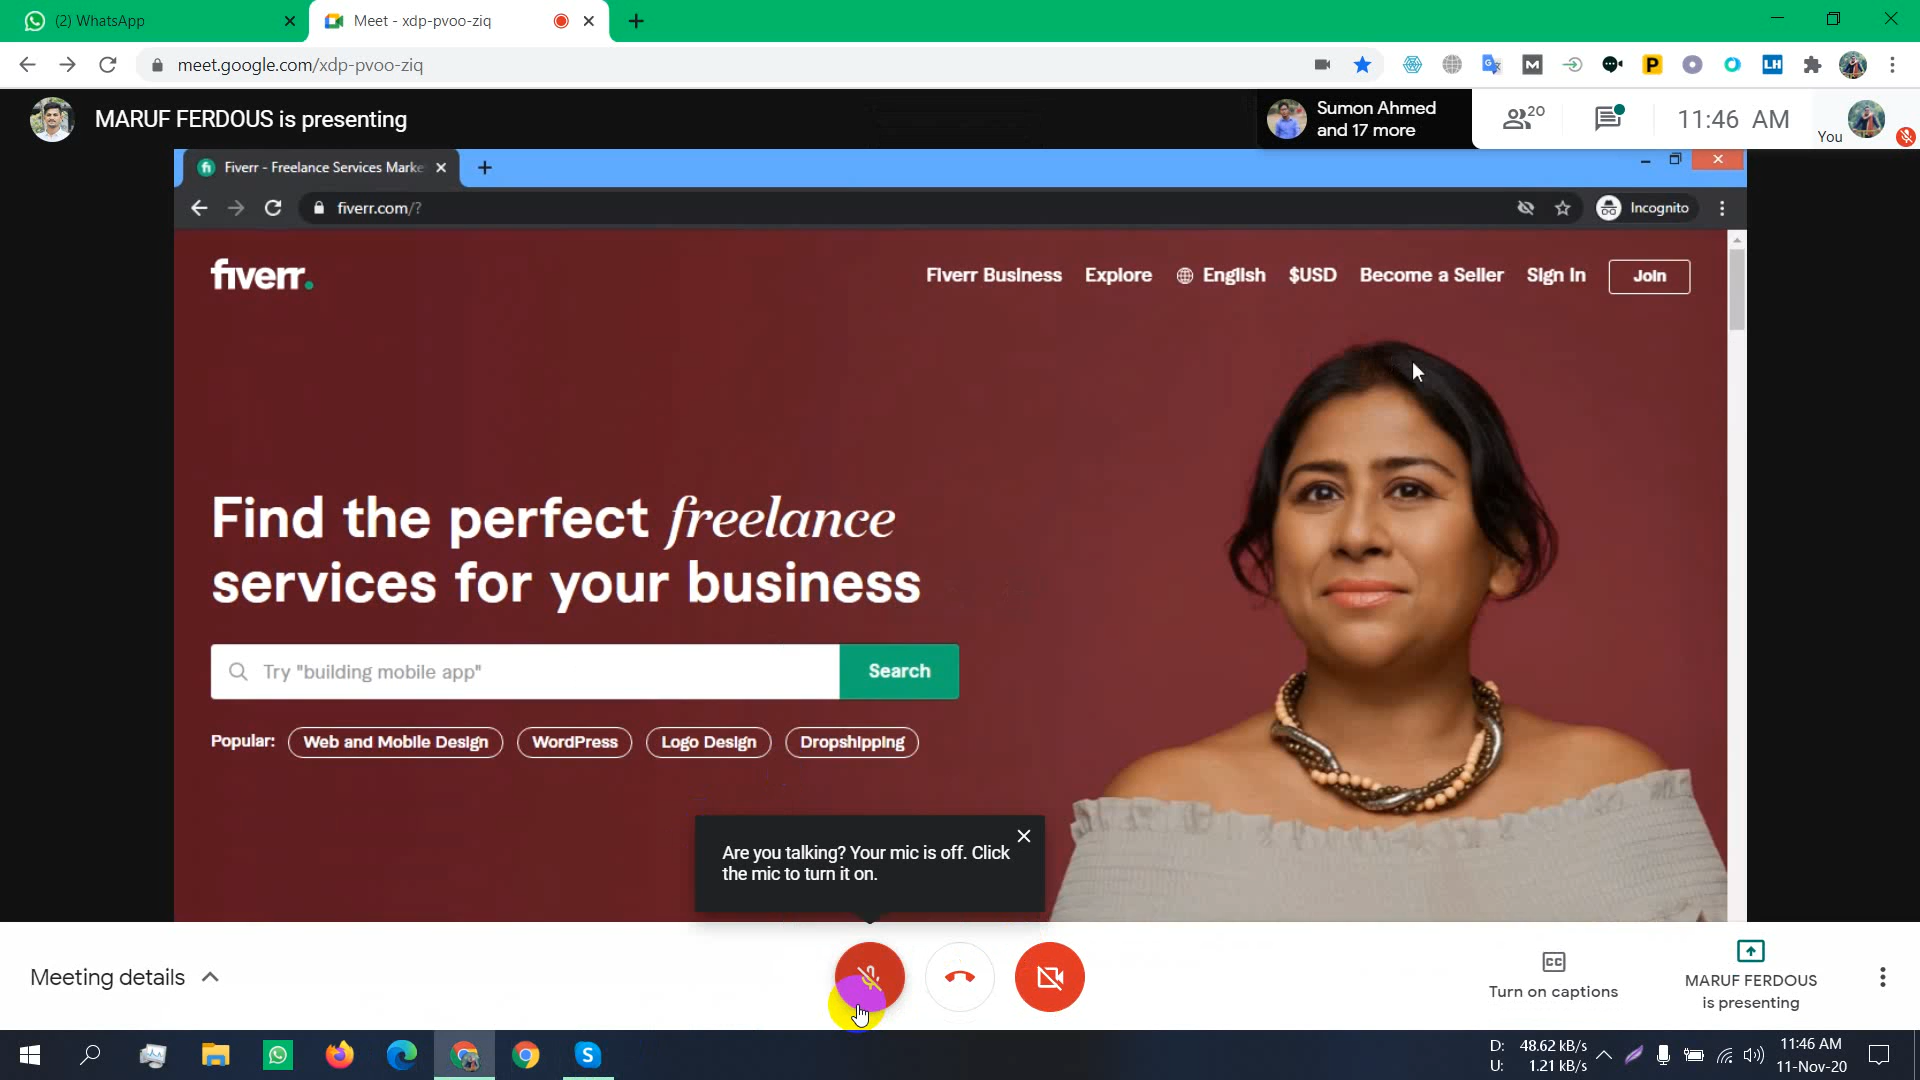 (2) WhatsApp
Meet - xdp-pvoo-ziq
meet.google.com/xdp-pvoo-ziq
MARUF FERDOUS is presenting
Sumon Ahmed
and 17 more
20
11:46 AM
You
Fiverr - Freelance Services Marke
fiverr.com/?
Incognito
fiverr.
Fiverr Business
Explore
English
$USD
Become a Seller
Sign In
Join
Find the perfect freelance
services for your business
Try "building mobile app"
Search
Popular:
Web and Mobile Design
WordPress
Logo Design
Dropshipping
Are you talking? Your mic is off. Click
the mic to turn it on.
Meeting details
CC
Turn on captions
MARUF FERDOUS
is presenting
D: 48.62 kB/s
U: 1.21 kB/s
11:46 AM
11-Nov-20